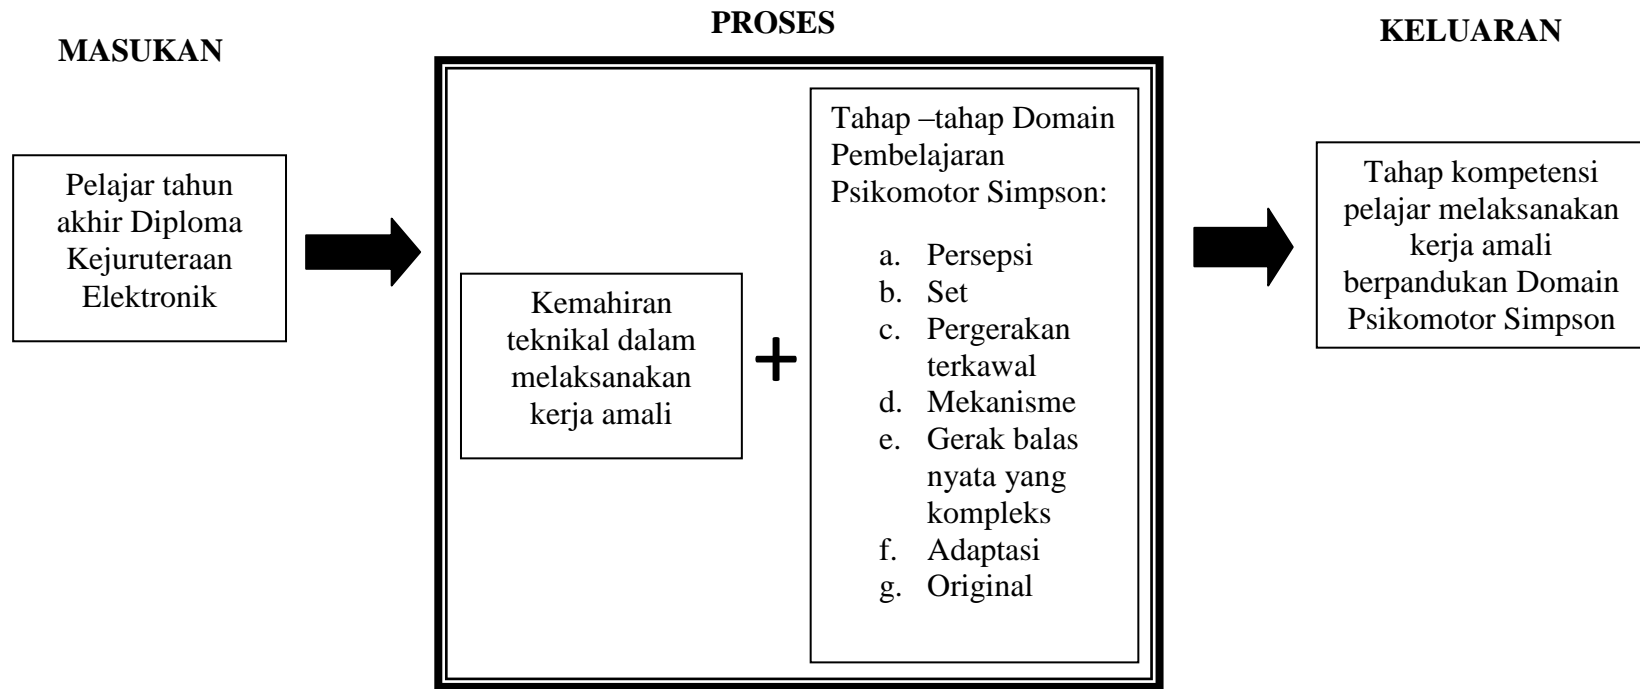 MASUKAN
Pelajar tahun
akhir Diploma
Kejuruteraan
Elektronik
PROSES
Kemahiran
teknikal dalam
melaksanakan
kerja amali
+
Tahap –tahap Domain
Pembelajaran
Psikomotor Simpson:
a. Persepsi
b. Set
c. Pergerakan
terkawal
d. Mekanisme
e. Gerak balas
nyata yang
kompleks
f. Adaptasi
g. Original
KELUARAN
Tahap kompetensi
pelajar melaksanakan
kerja amali
berpandukan Domain
Psikomotor Simpson